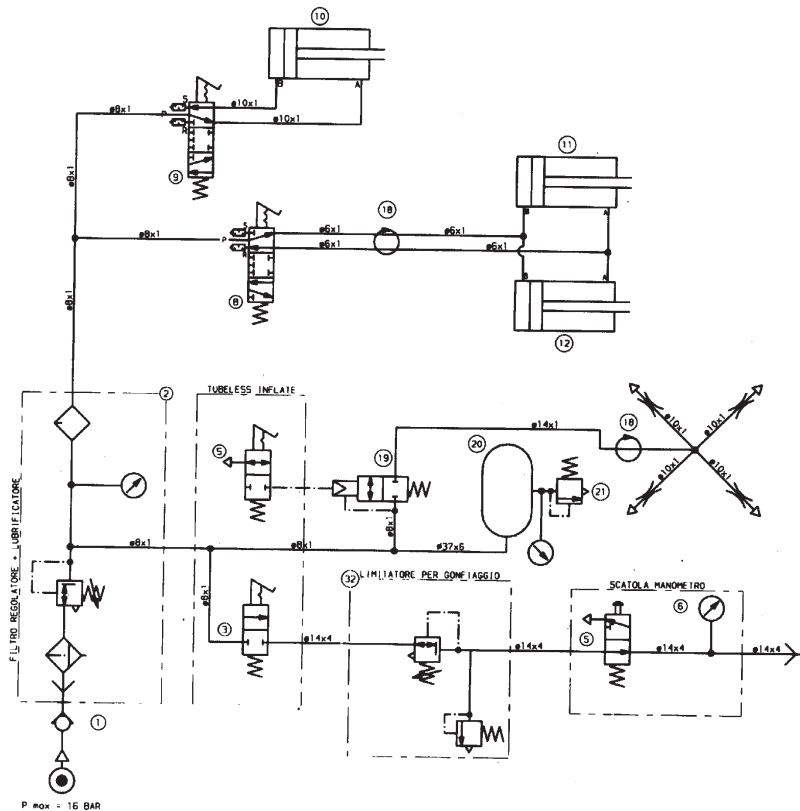 10
S
P
R
B
A
ø10x1
ø10x1
ø8x1
9
ø8x1
11
B
A
S
P
R
ø8x1
ø6x1
ø6x1
18
ø6x1
ø6x1
8
ø8x1
B
A
12
2
TUBELESS INFLATE
FILTRO REGOLATORE + LUBRIFICATORE
5
19
ø14x1
20
18
ø10x1
ø10x1
ø10x1
ø10x1
21
ø8x1
ø8x1
ø8x1
ø37x6
ø8x1
3
ø14x4
32
LIMITATORE PER GONFIAGGIO
ø14x4
SCATOLA MANOMETRO
5
6
ø14x4
ø14x4
1
P max = 16 BAR